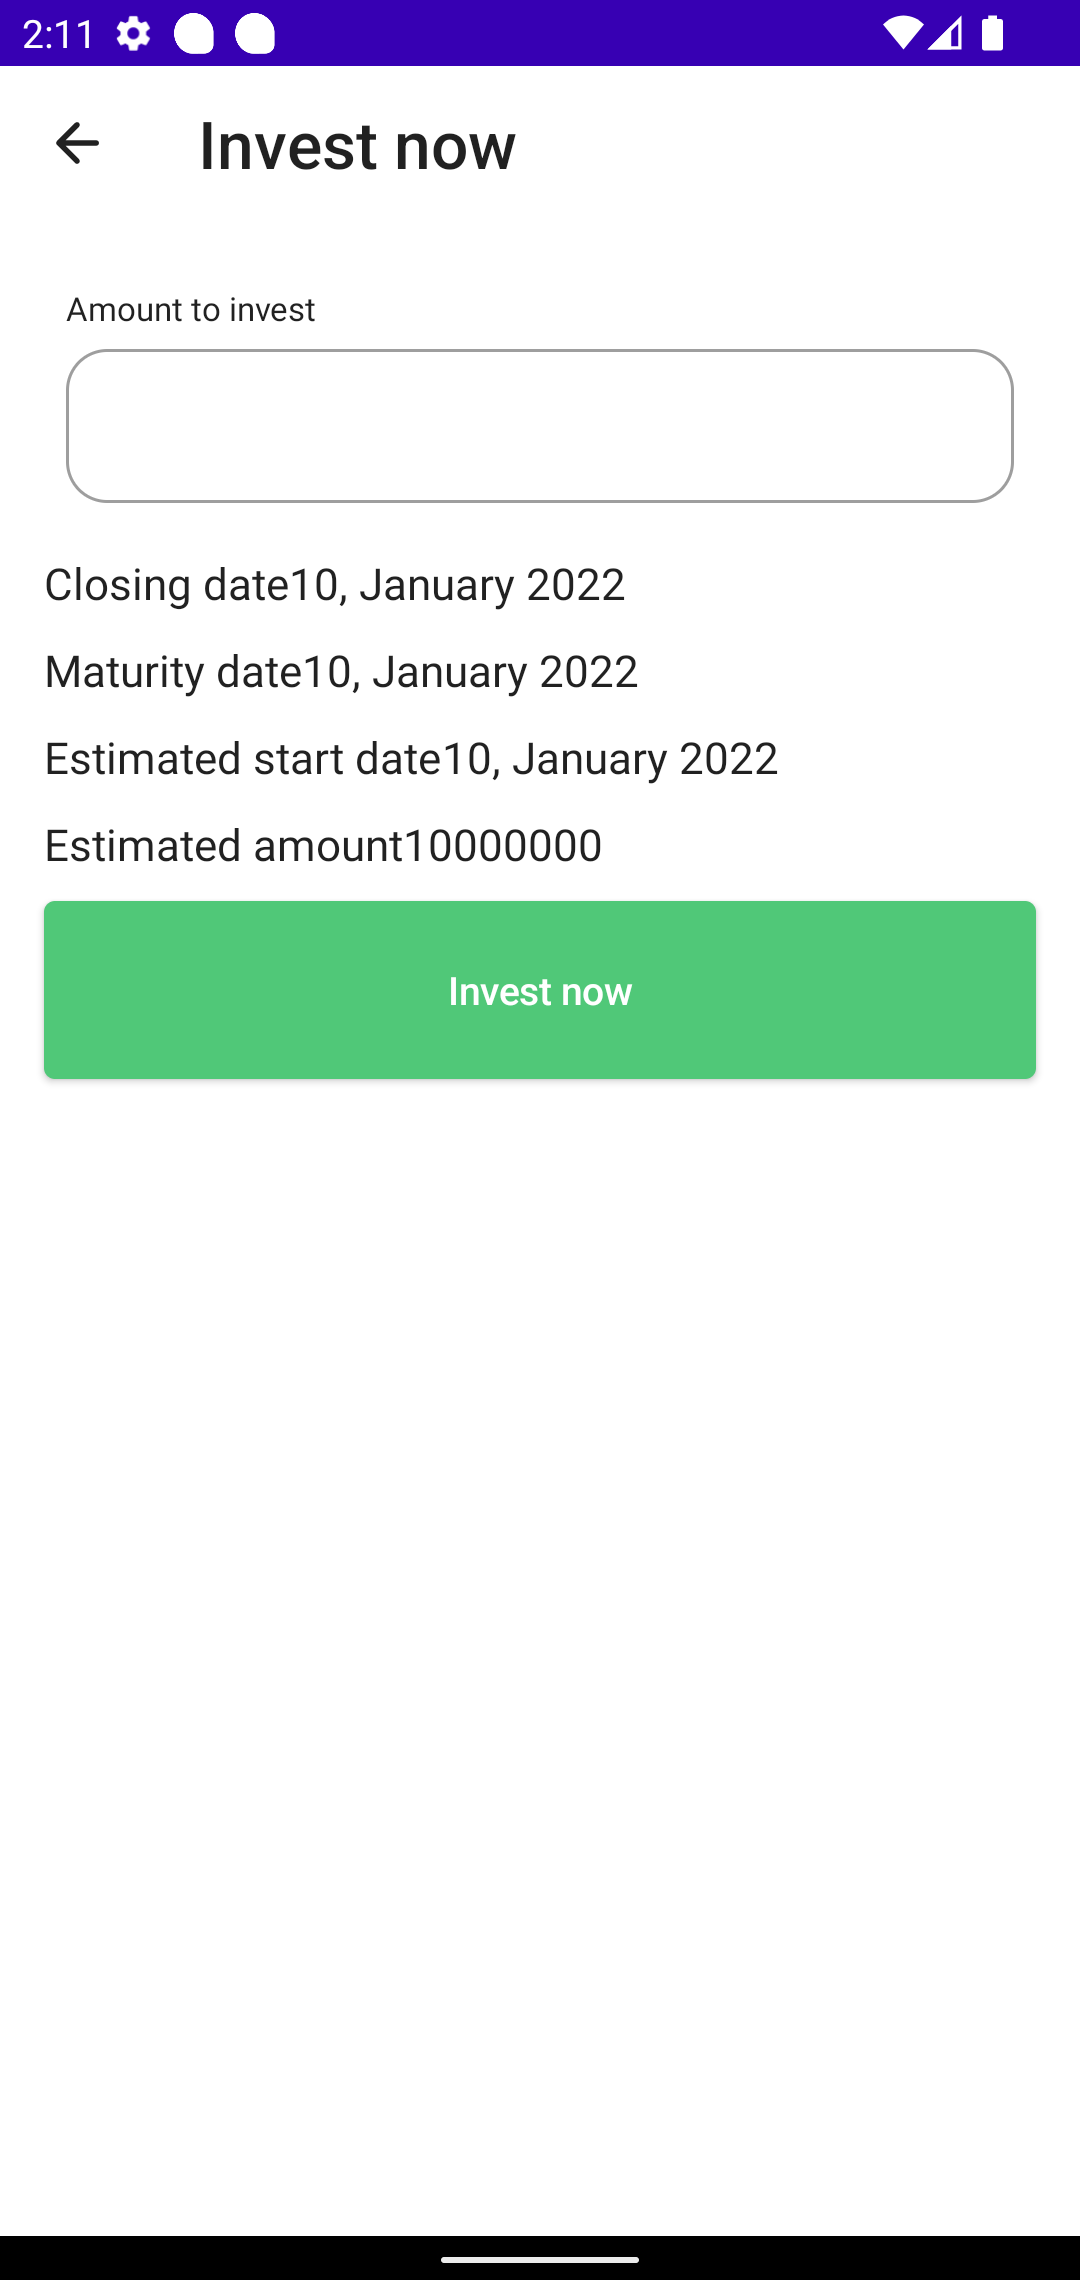 2:11
Invest now
Amount to invest
Closing date10, January 2022
Maturity date10, January 2022
Estimated start date10, January 2022
Estimated amount10000000
Invest now